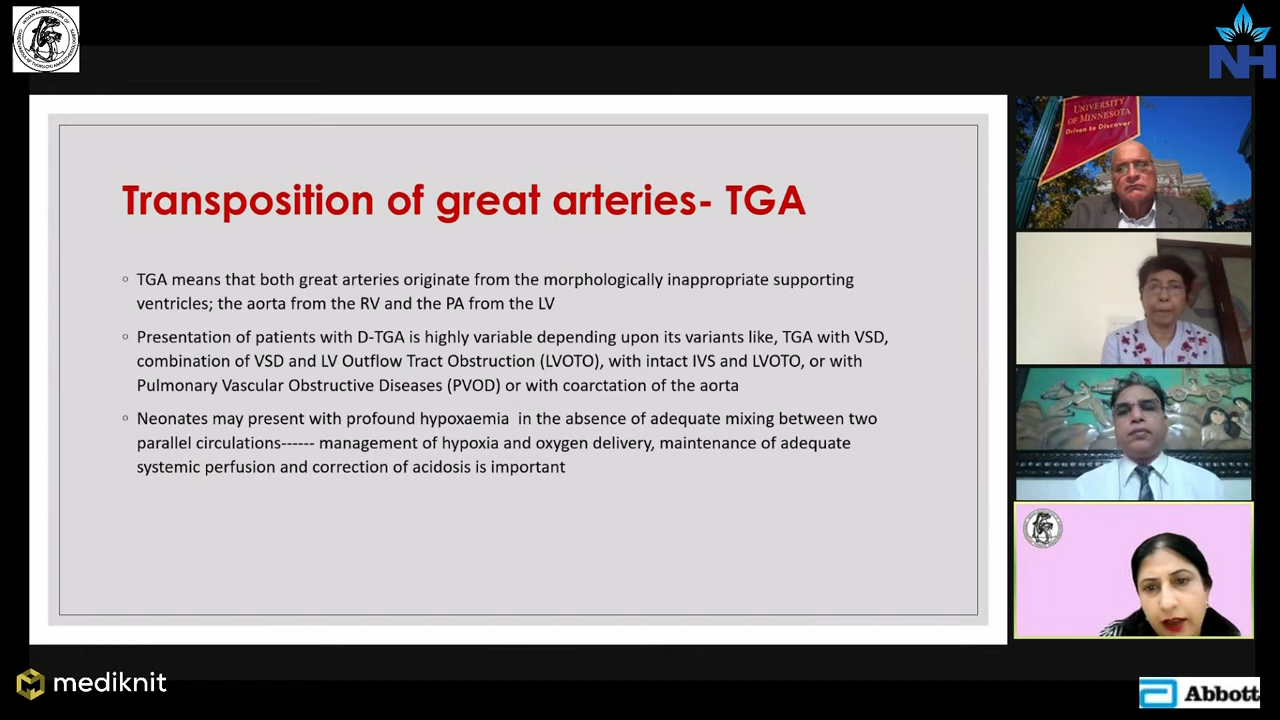 NH
UNIVERSITY
OF MINNESOTA
Driven to Discover
Transposition of great arteries- TGA
◦ TGA means that both great arteries originate from the morphologically inappropriate supporting
ventricles; the aorta from the RV and the PA from the LV
◦ Presentation of patients with D-TGA is highly variable depending upon its variants like, TGA with VSD,
combination of VSD and LV Outflow Tract Obstruction (LVOTO), with intact IVS and LVOTO, or with
Pulmonary Vascular Obstructive Diseases (PVOD) or with coarctation of the aorta
◦ Neonates may present with profound hypoxaemia  in the absence of adequate mixing between two
parallel circulations------ management of hypoxia and oxygen delivery, maintenance of adequate
systemic perfusion and correction of acidosis is important
mediknit
Abbott